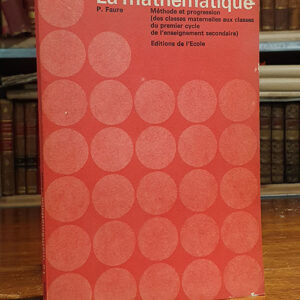 La mathématique
P. Faure
Méthode et progression
(des classes maternelles aux classes
du premier cycle
de l'enseignement secondaire)
Editions de l'Ecole